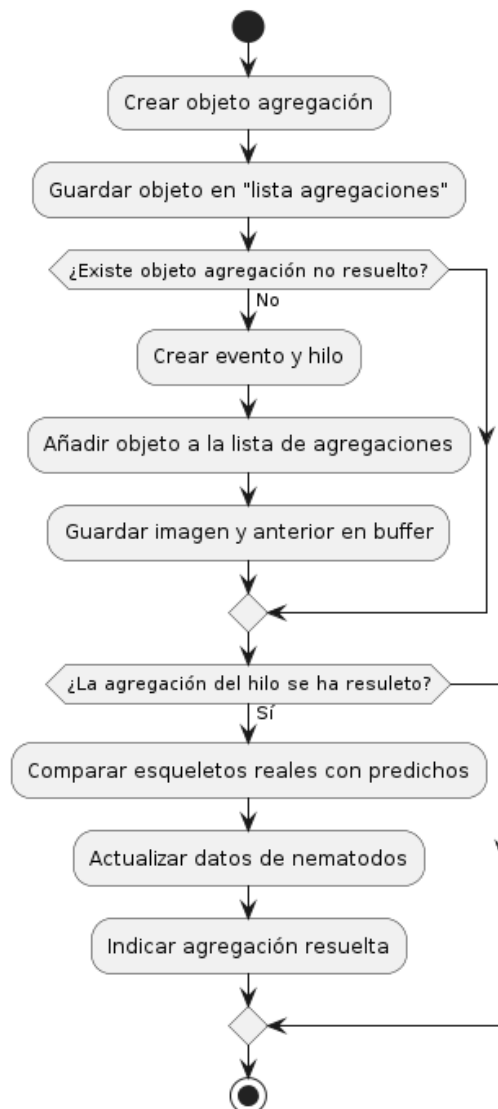 Crear objeto agregación
Guardar objeto en "lista agregaciones"
¿Existe objeto agregación no resuelto?
No
Crear evento y hilo
Añadir objeto a la lista de agregaciones
Guardar imagen y anterior en buffer
¿La agregación del hilo se ha resuleto?
Sí
Comparar esqueletos reales con predichos
Actualizar datos de nematodos
Indicar agregación resuelta